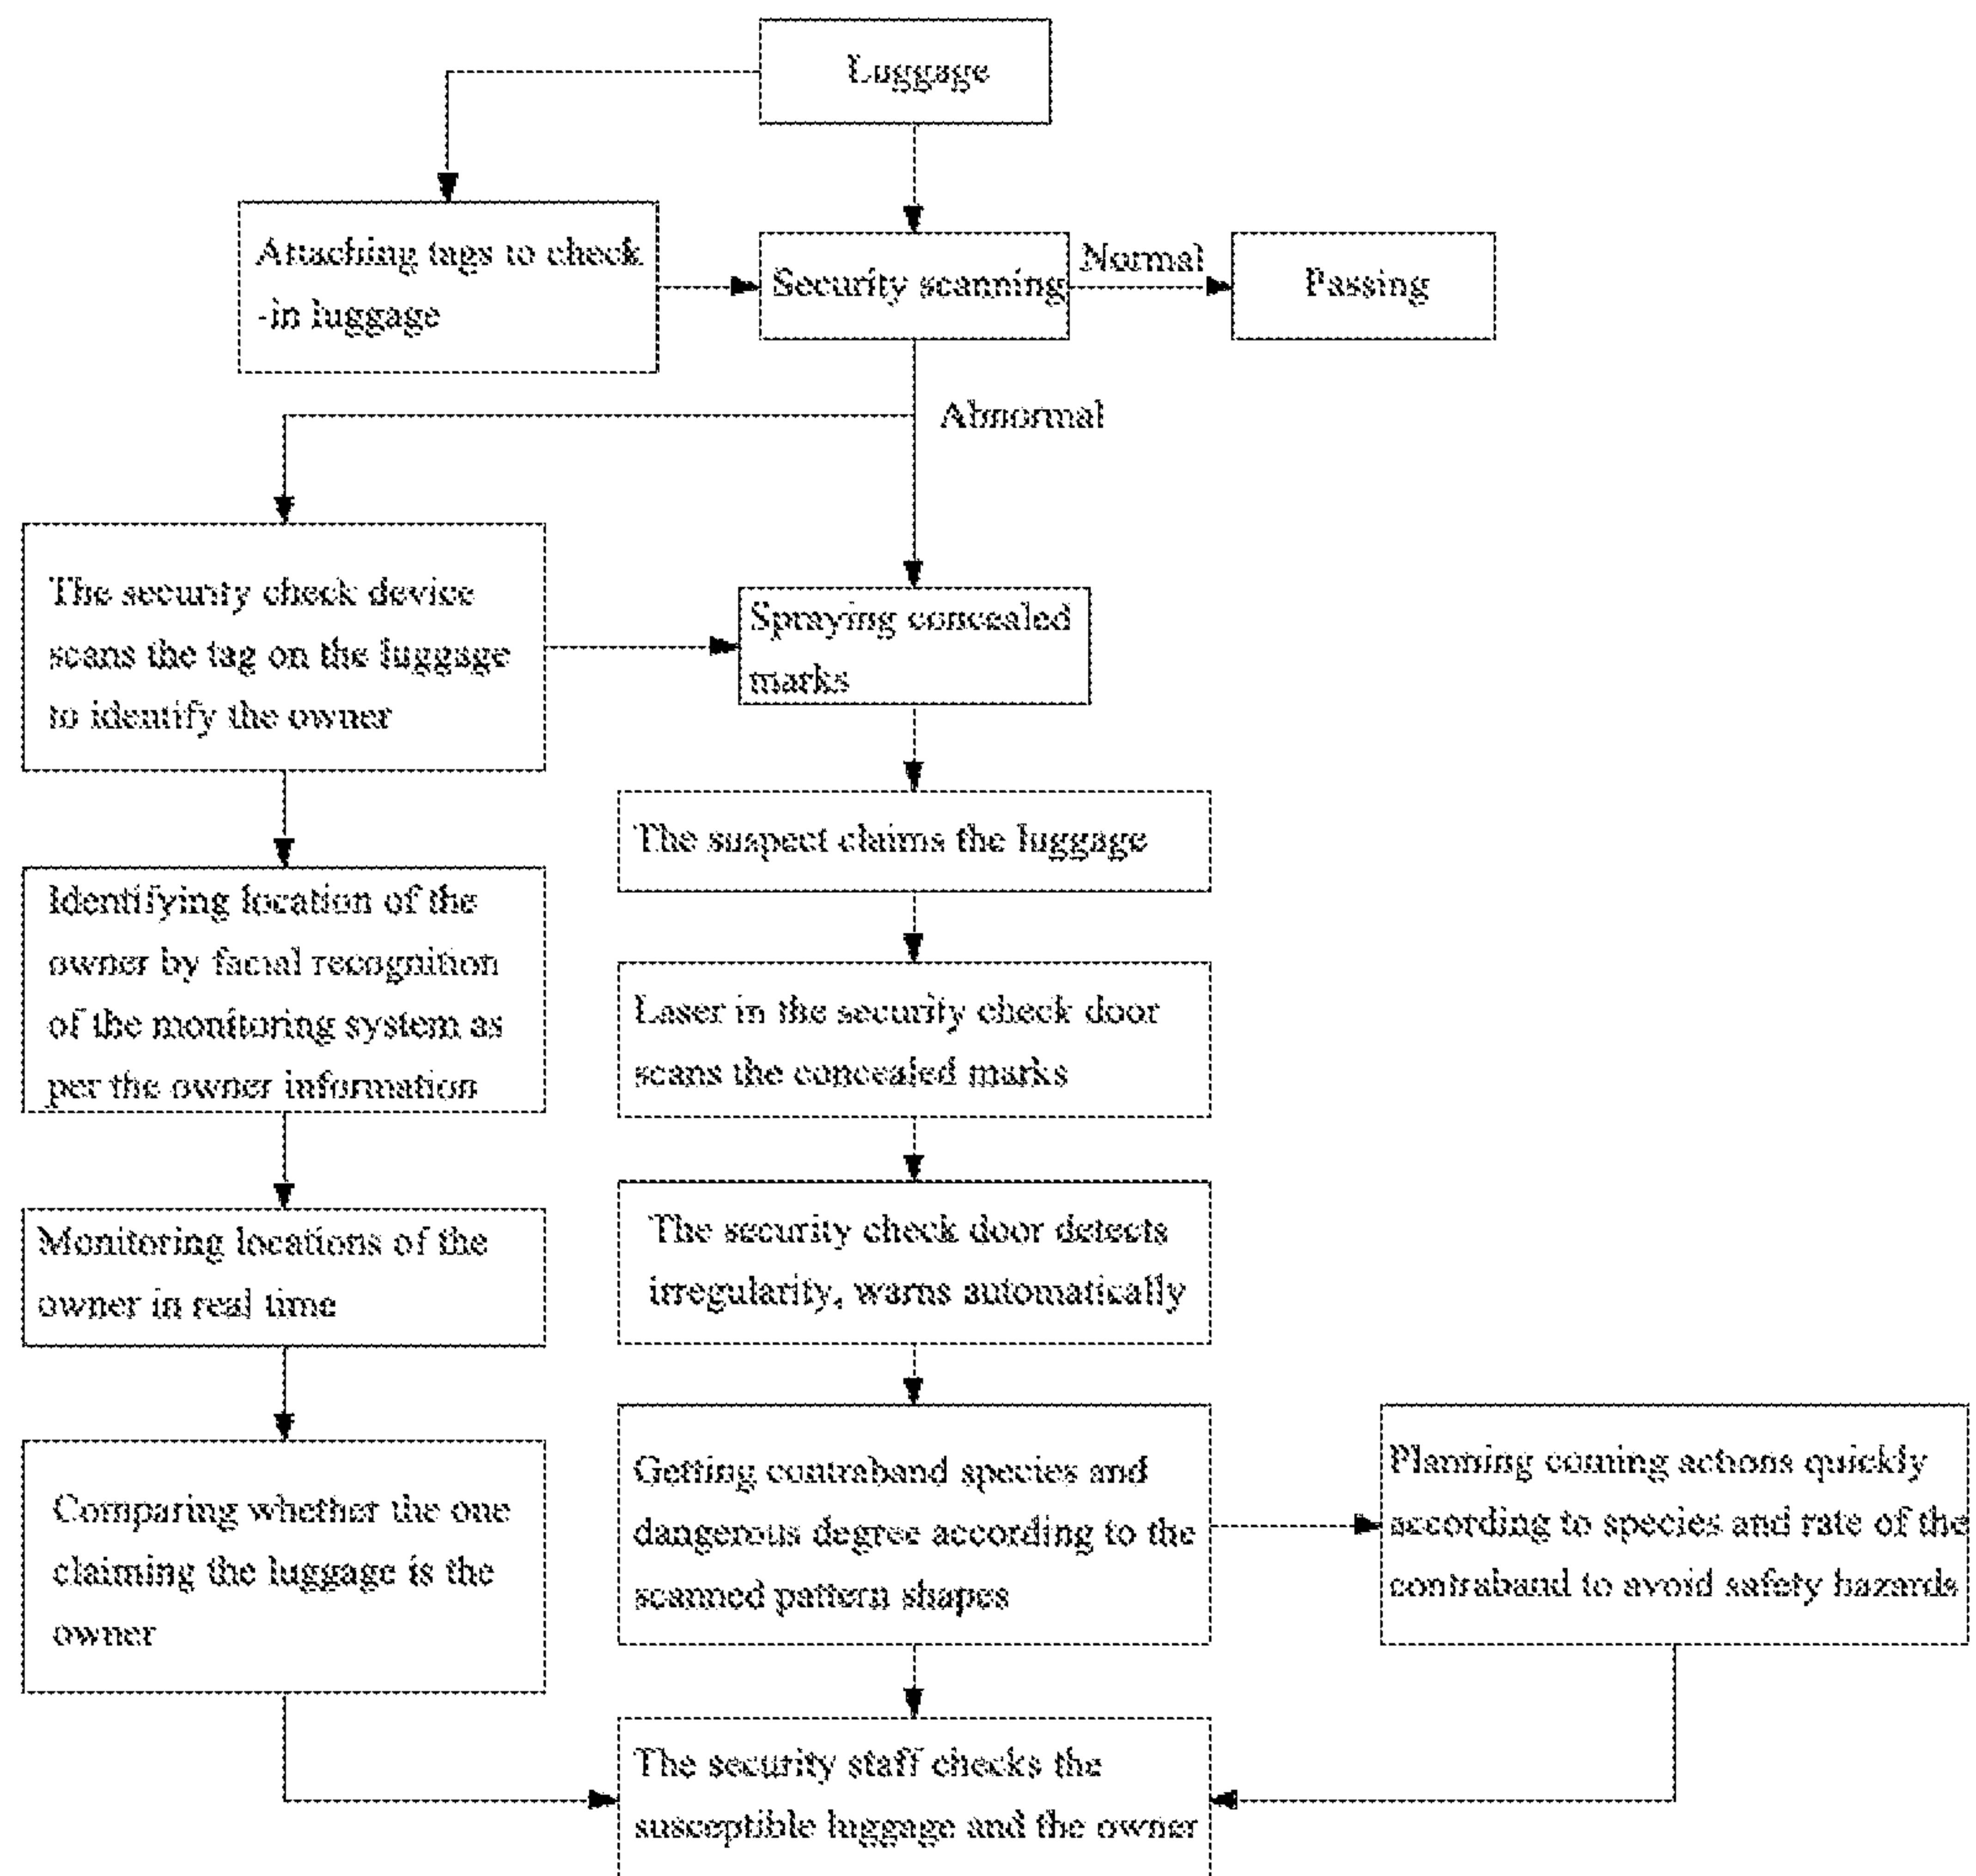 Luggage
Attaching tags to check
-in luggage
Security scanning
Normal
Passing
Abnormal
The security check device
scans the tag on the luggage
to identify the owner
Spraying concealed
marks
The suspect claims the luggage
Identifying location of the
owner by facial recognition
of the monitoring system as
per the owner information
Laser in the security check door
scans the concealed marks
Monitoring locations of the
owner in real time
The security check door detects
irregularity, warns automatically
Comparing whether the one
claiming the luggage is the
owner
Getting contraband species and
dangerous degree according to the
scanned pattern shapes
Planning coming actions quickly
according to species and rate of the
contraband to avoid safety hazards
The security staff checks the
susceptible luggage and the owner